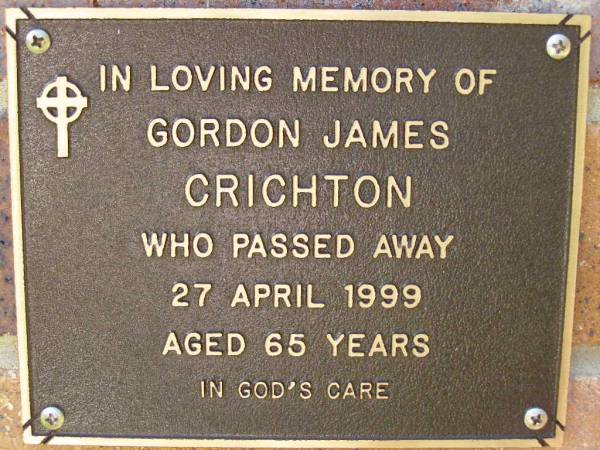 IN LOVING MEMORY OF
GORDON JAMES
CRICHTON
WHO PASSED AWAY
27 APRIL 1999
AGED 65 YEARS
IN GOD'S CARE